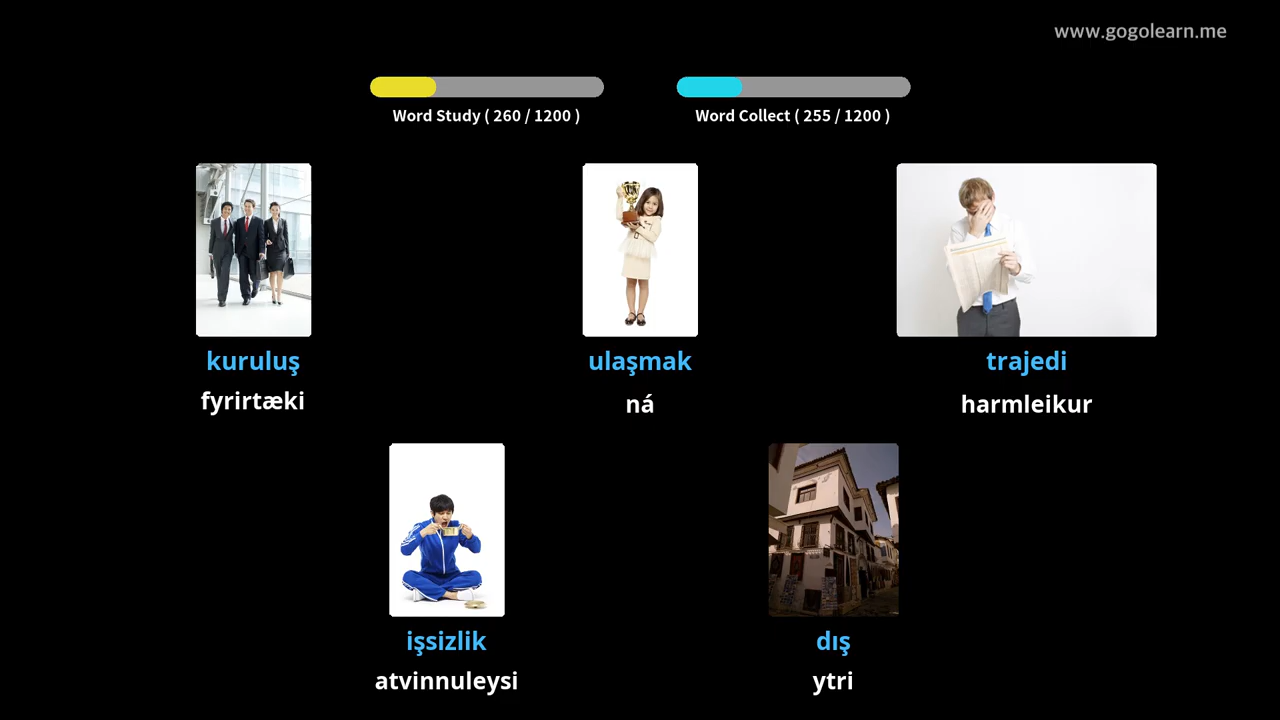 www.gogolearn.me
Word Study ( 260 / 1200 )
Word Collect ( 255 / 1200 )
kuruluş
fyrirtæki
ulaşmak
ná
trajedi
harmleikur
işsizlik
atvinnuleysi
dış
ytri